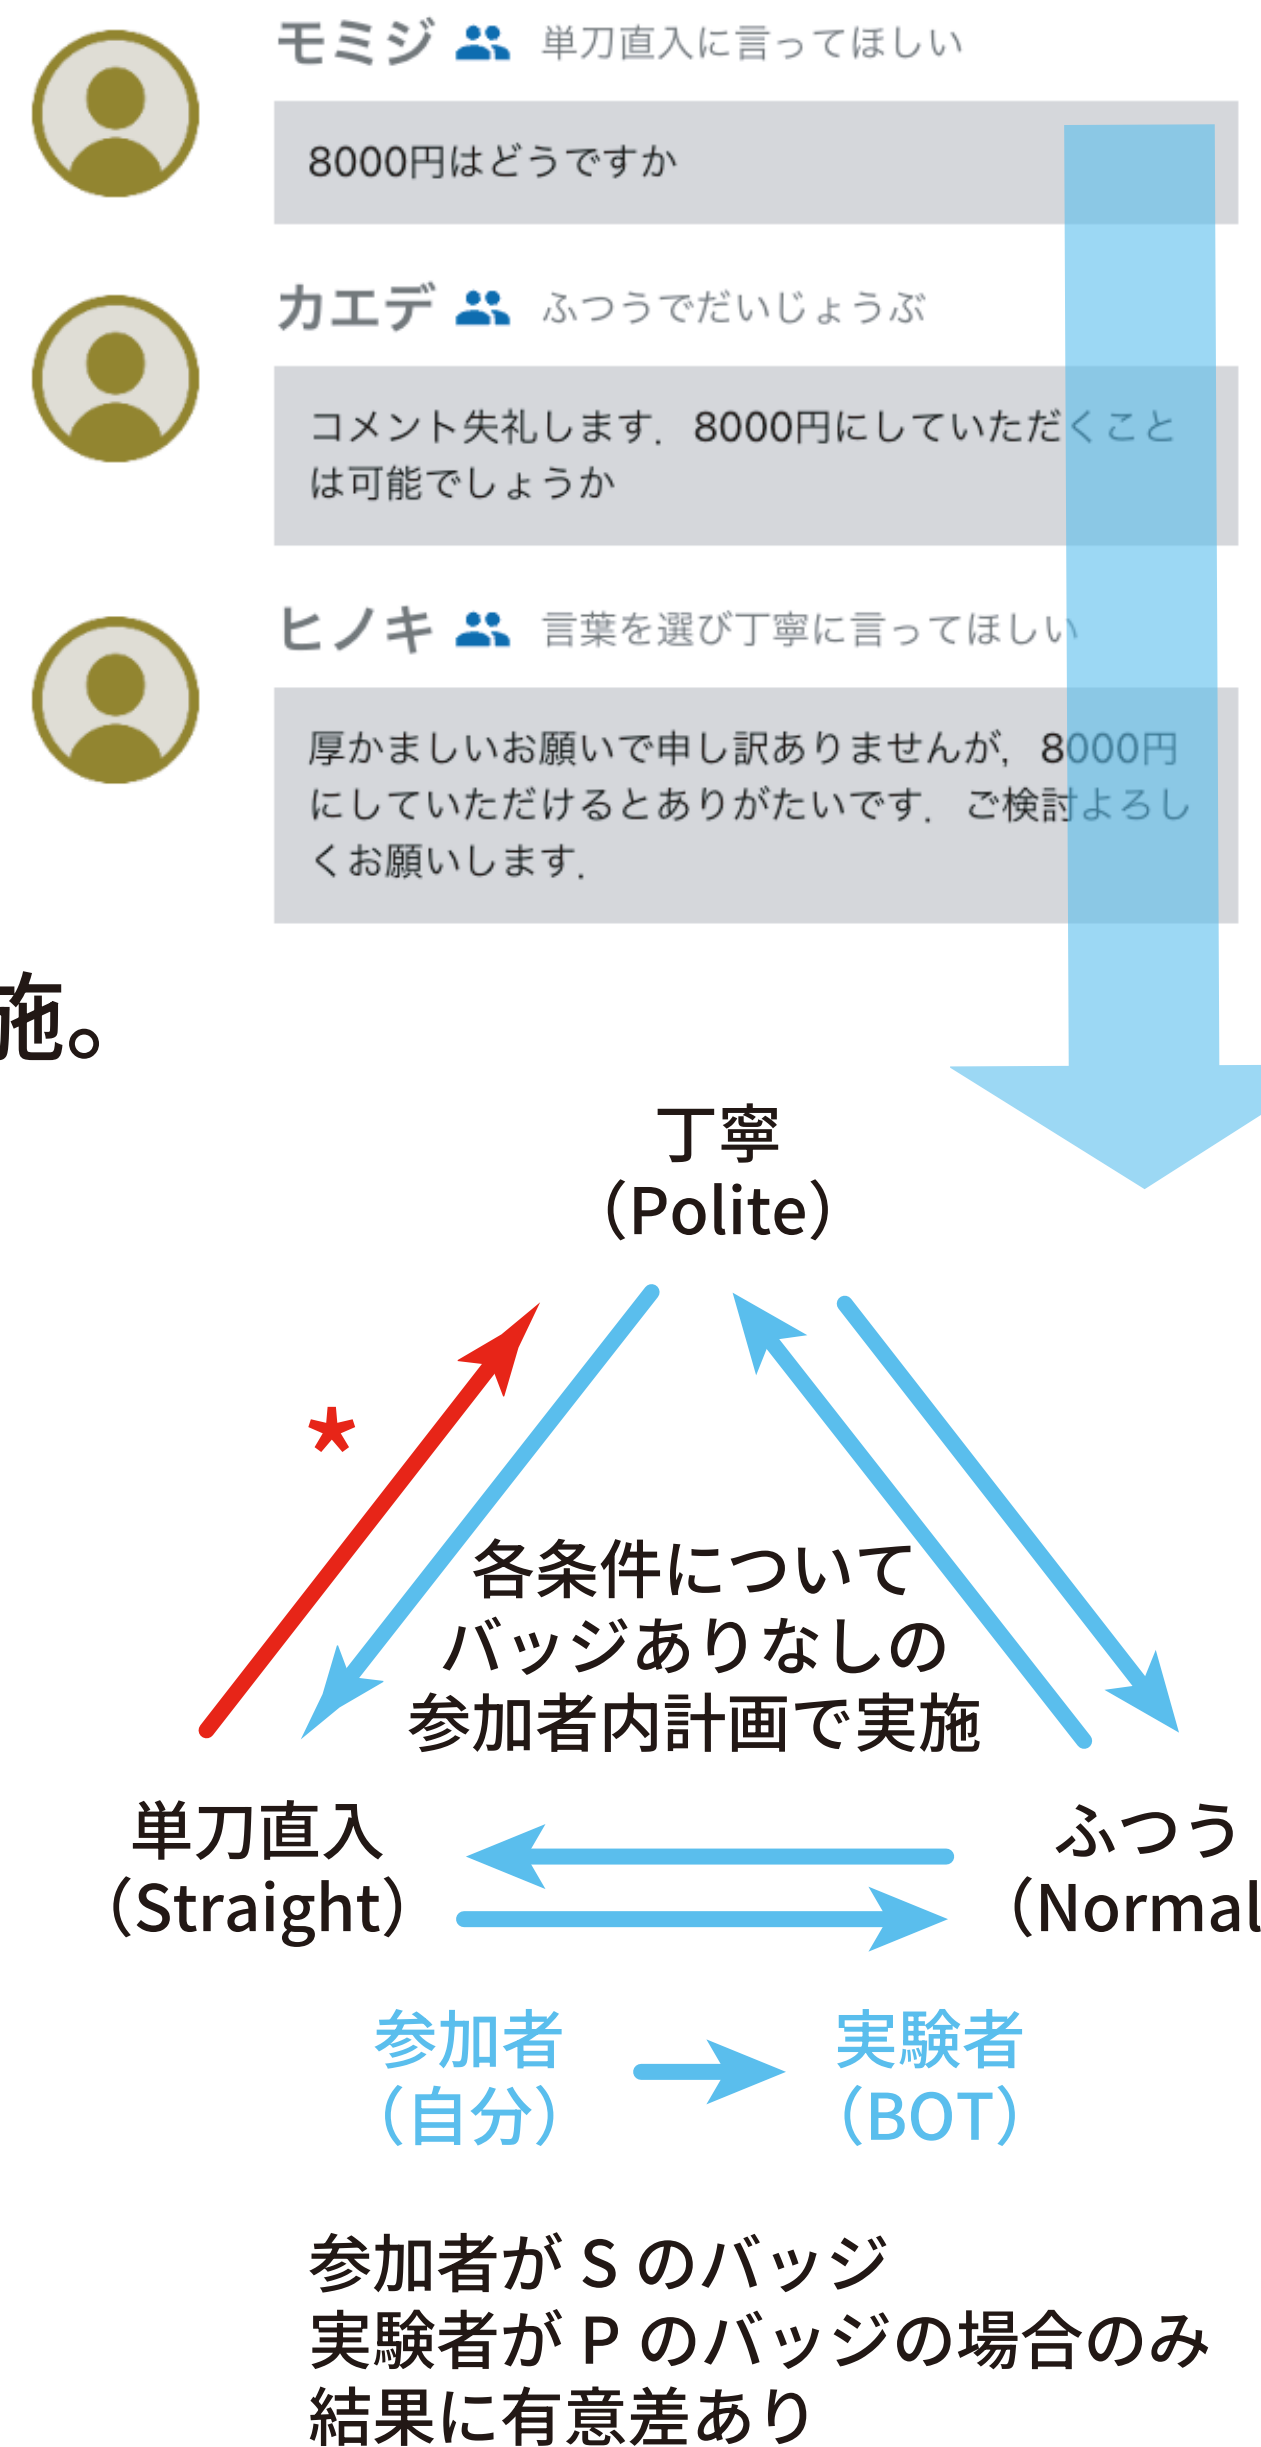 モミジ 単刀直入に言ってほしい
8000円はどうですか
カエデ ふつうでだいじょうぶ
コメント失礼します．8000円にしていただくこと
は可能でしょうか
ヒノキ 言葉を選び丁寧に言ってほしい
厚かましいお願いで申し訳ありませんが，8000円
にしていただけるとありがたいです．ご検討よろし
くお願いします．
施。
丁寧
（Polite）
*
各条件について
バッジありなしの
参加者内計画で実施
単刀直入
（Straight）
ふつう
（Normal
参加者
（自分）
実験者
（BOT）
参加者が S のバッジ
実験者が P のバッジの場合のみ
結果に有意差あり